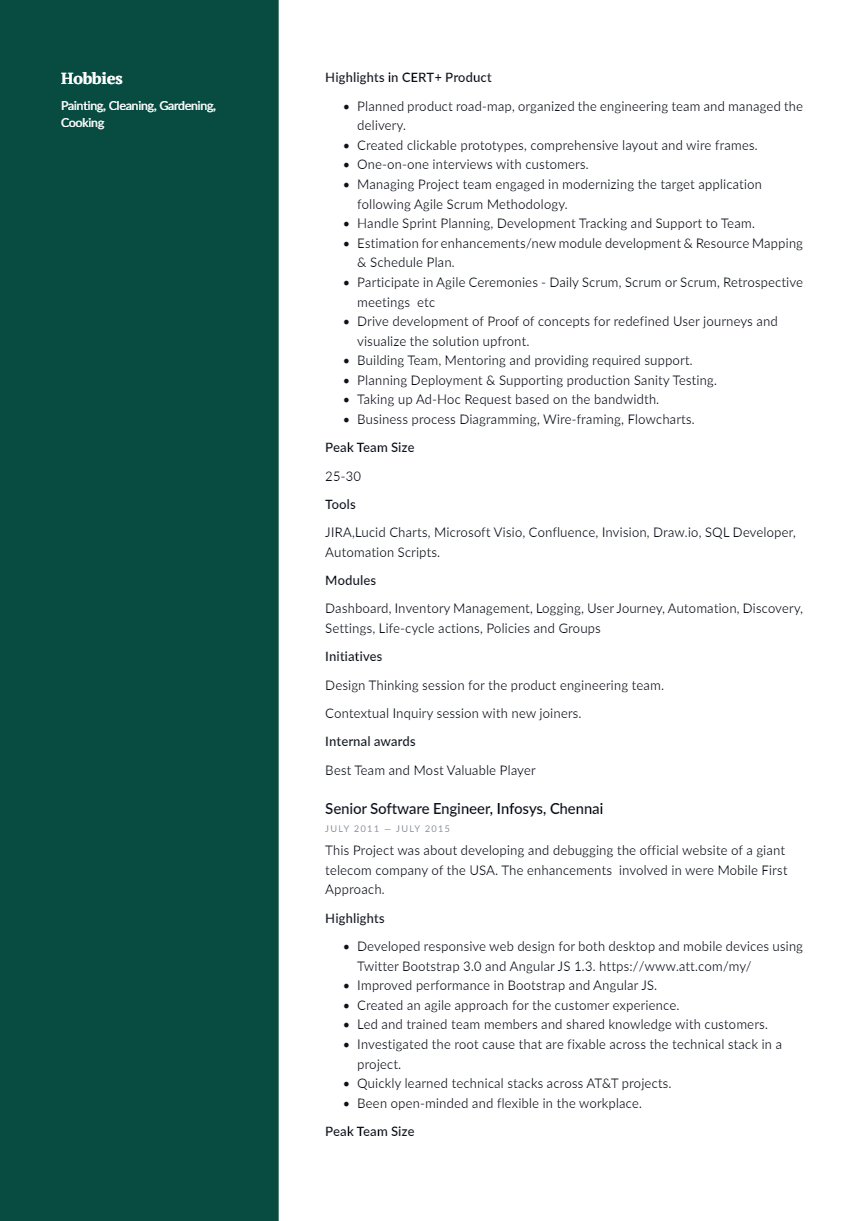 Hobbies
Painting, Cleaning, Gardening,
Cooking
Highlights in CERT+ Product
• Planned product road-map, organized the engineering team and managed the
delivery.
• Created clickable prototypes, comprehensive layout and wire frames.
• One-on-one interviews with customers.
• Managing Project team engaged in modernizing the target application
following Agile Scrum Methodology.
• Handle Sprint Planning, Development Tracking and Support to Team.
• Estimation for enhancements/new module development & Resource Mapping
& Schedule Plan.
• Participate in Agile Ceremonies - Daily Scrum, Scrum or Scrum, Retrospective
meetings  etc
• Drive development of Proof of concepts for redefined User journeys and
visualize the solution upfront.
• Building Team, Mentoring and providing required support.
• Planning Deployment & Supporting production Sanity Testing.
• Taking up Ad-Hoc Request based on the bandwidth.
• Business process Diagramming, Wire-framing, Flowcharts.
Peak Team Size
25-30
Tools
JIRA,Lucid Charts, Microsoft Visio, Confluence, Invision, Draw.io, SQL Developer,
Automation Scripts.
Modules
Dashboard, Inventory Management, Logging, User Journey, Automation, Discovery,
Settings, Life-cycle actions, Policies and Groups
Initiatives
Design Thinking session for the product engineering team.
Contextual Inquiry session with new joiners.
Internal awards
Best Team and Most Valuable Player
Senior Software Engineer, Infosys, Chennai
JULY 2011 — JULY 2015
This Project was about developing and debugging the official website of a giant
telecom company of the USA. The enhancements  involved in were Mobile First
Approach.
Highlights
• Developed responsive web design for both desktop and mobile devices using
Twitter Bootstrap 3.0 and Angular JS 1.3. https://www.att.com/my/
• Improved performance in Bootstrap and Angular JS.
• Created an agile approach for the customer experience.
• Led and trained team members and shared knowledge with customers.
• Investigated the root cause that are fixable across the technical stack in a
project.
• Quickly learned technical stacks across AT&T projects.
• Been open-minded and flexible in the workplace.
Peak Team Size